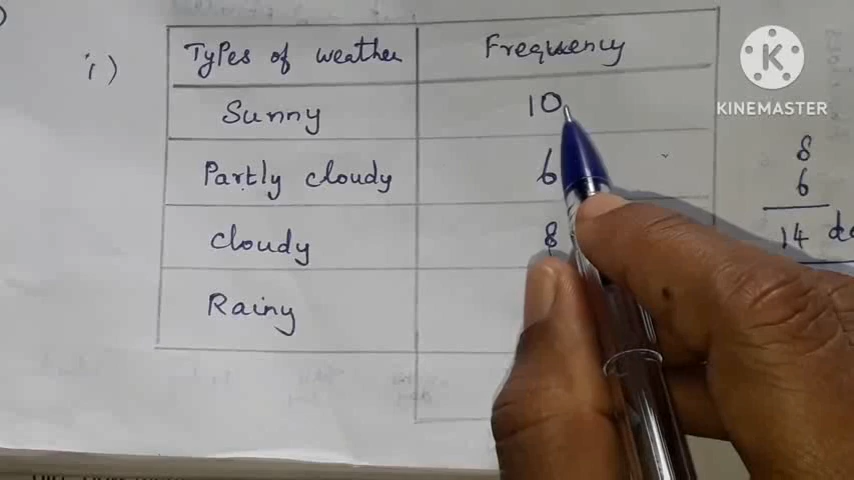 i)
Types of weather Frequency
Sunny 10
Partly cloudy 6
cloudy 8
Rainy
K
KINEMASTER
8
6
14